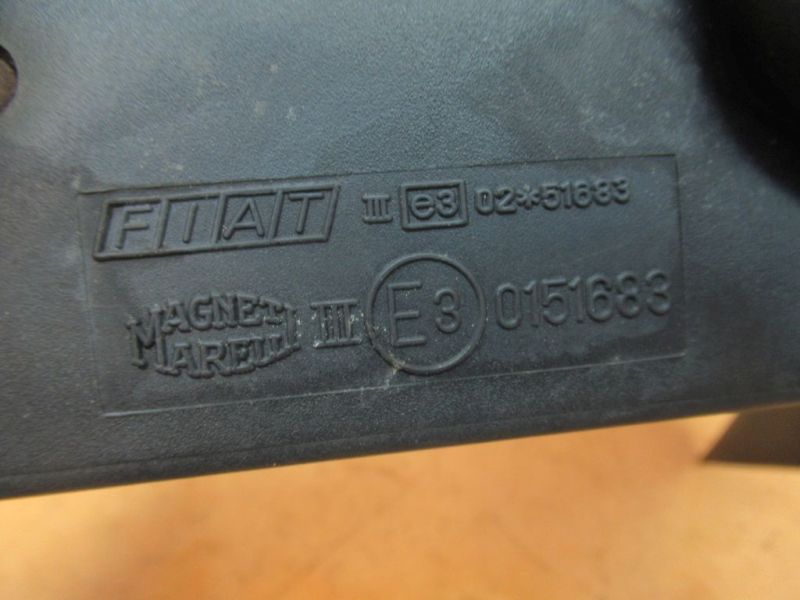 FIAT III e3 02*51683
MAGNETI MARELLI III E3 0151683